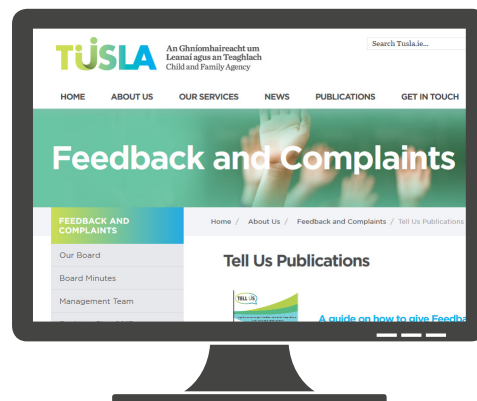 TUSLA
An Ghníomhaireacht um
Leanaí agus an Teaghlach
Child and Family Agency
Search Tusla.ie...
HOME ABOUT US OUR SERVICES NEWS PUBLICATIONS GET IN TOUCH
Feedback and Complaints
FEEDBACK AND
COMPLAINTS
Home / About Us / Feedback and Complaints / Tell Us Publications
Our Board
Board Minutes
Management Team
Tell Us Publications
TELL US
A guide on how to give Feedba